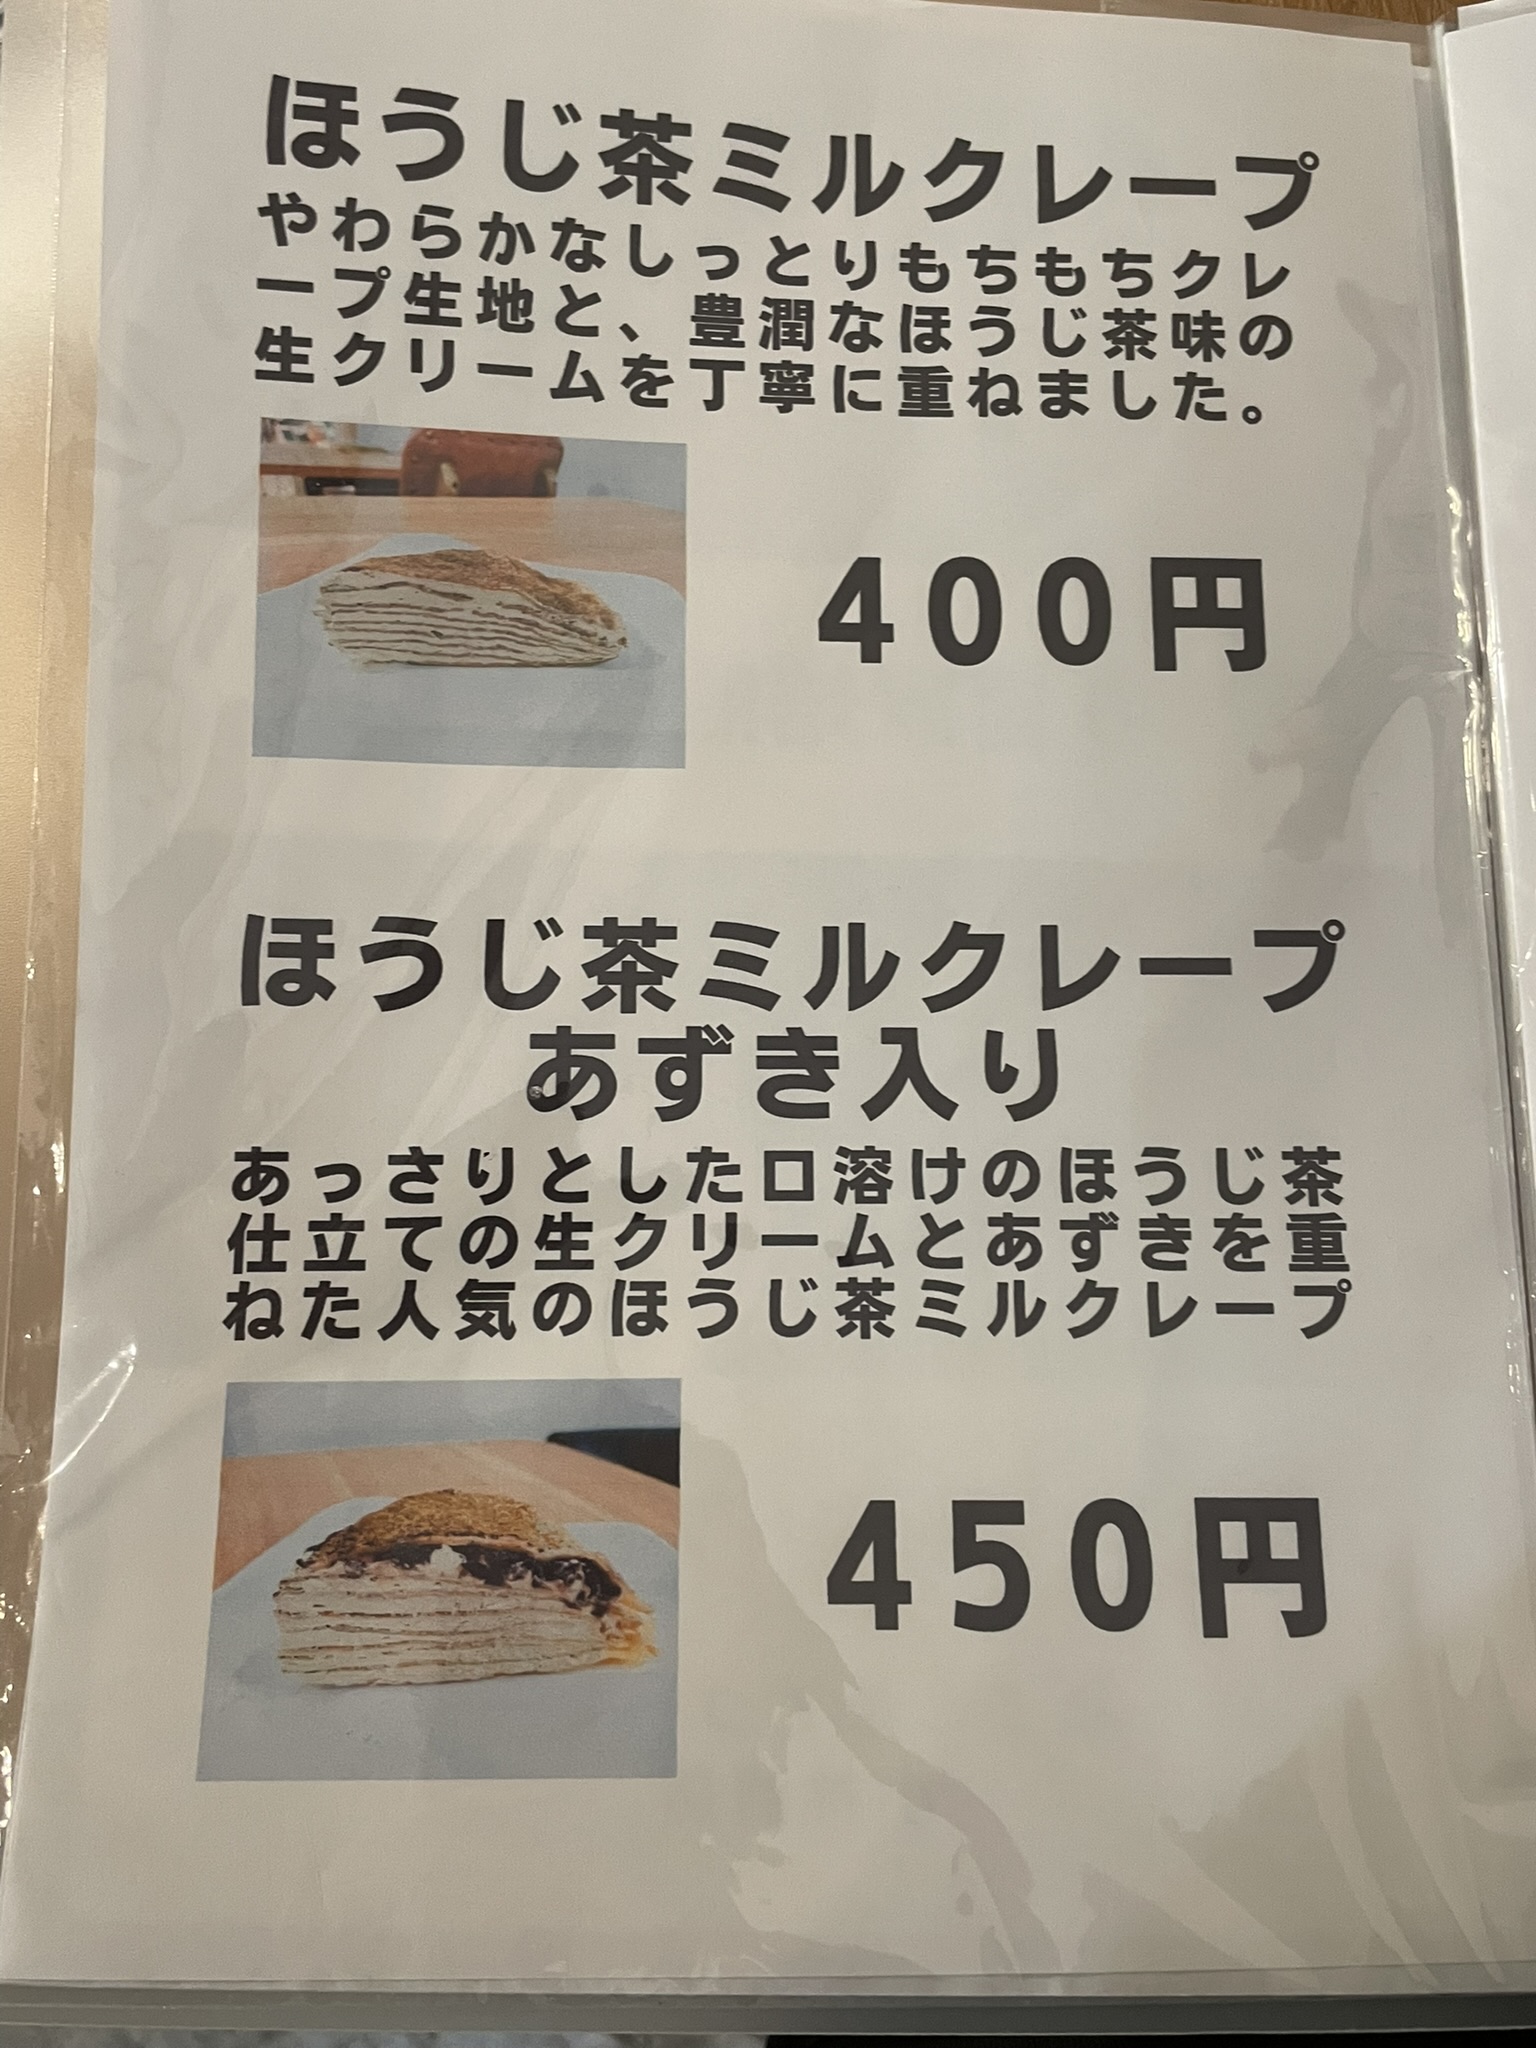 ほうじ茶ミルクレープ
やわらかなしっとりもちもちクレ
ープ生地と、豊潤なほうじ茶味の
生クリームを丁寧に重ねました。
400円
ほうじ茶ミルクレープ
あずき入り
あっさりとした口溶けのほうじ茶
仕立ての生クリームとあずきを重
ねた人気のほうじ茶ミルクレープ
450円